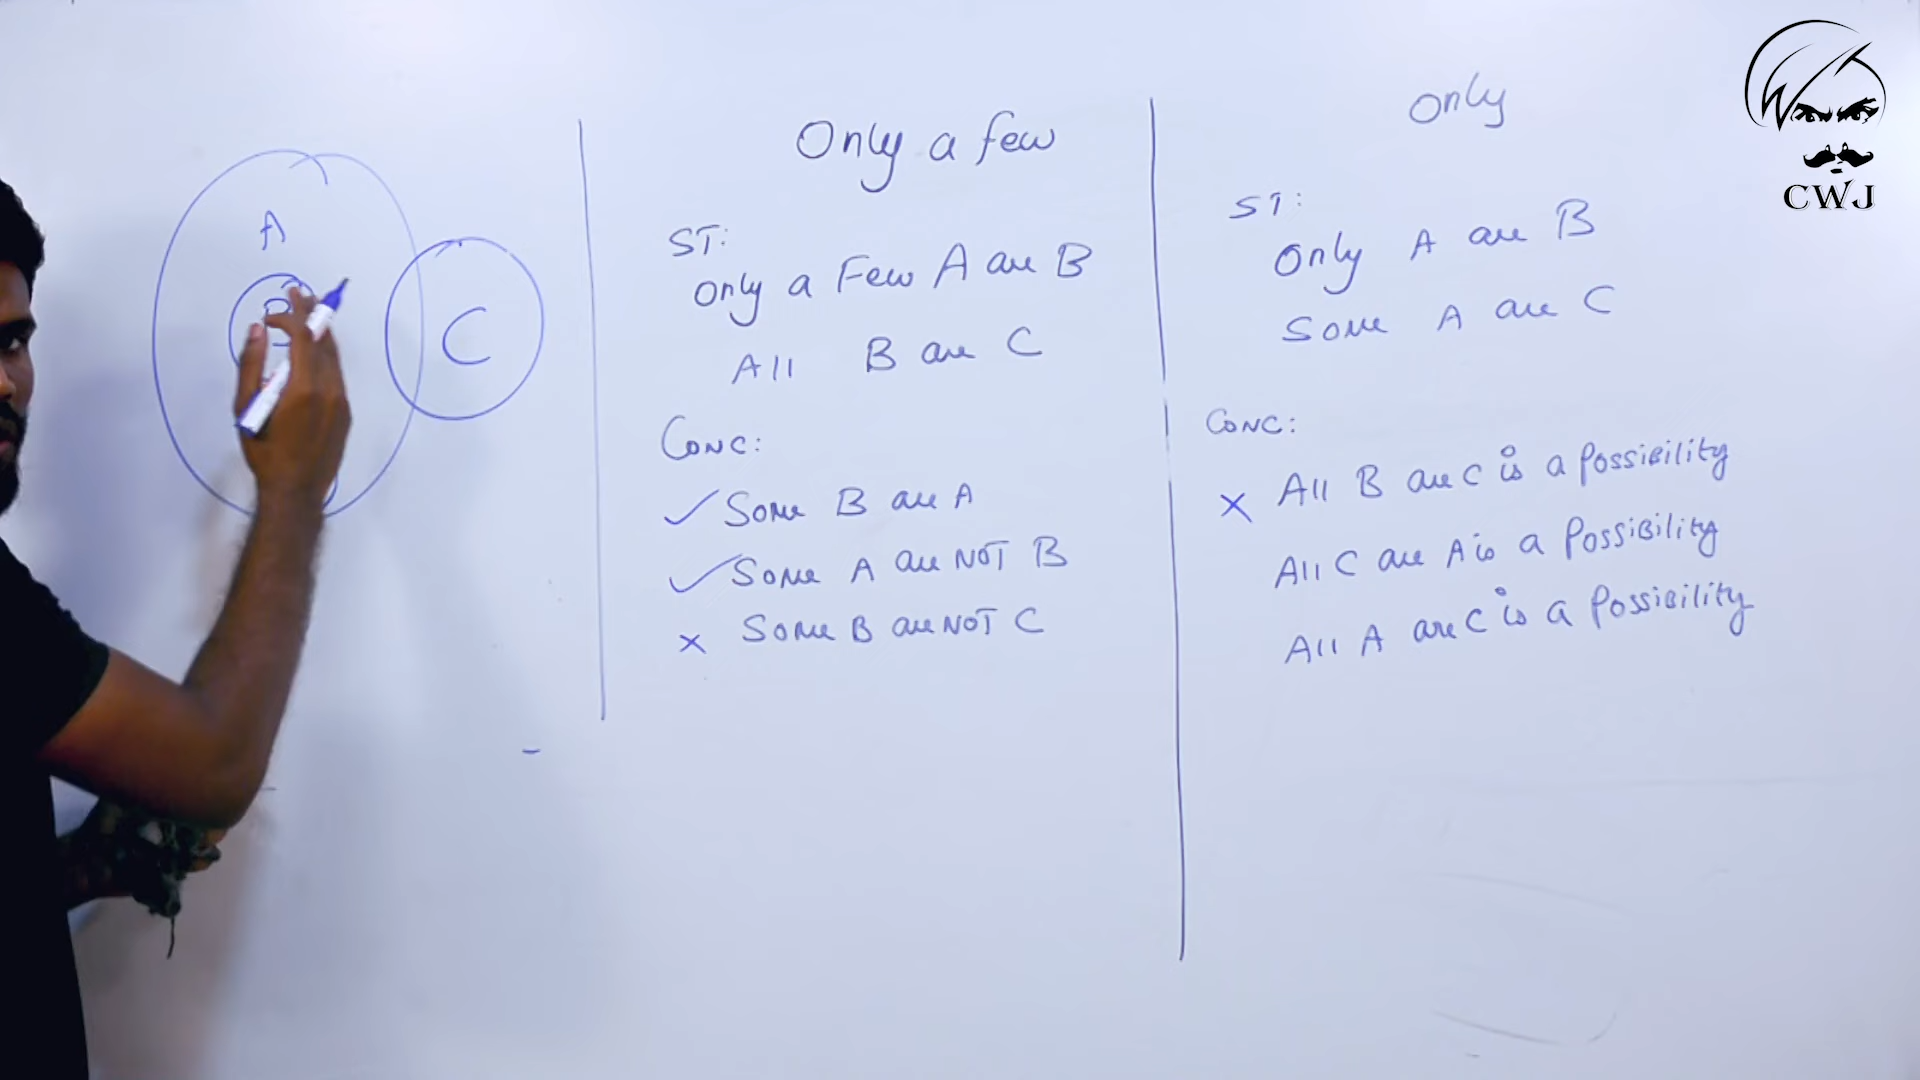 A
B
C
Only a few
ST:
Only a Few A are B
All B are C
Conc:
✓ Some B are A
✓ Some A are NOT B
× Some B are NOT C
Only
ST:
Only A are B
Some A are C
Conc:
× All B are C is a Possibility
All C are A is a Possibility
All A are C is a Possibility
CWJ